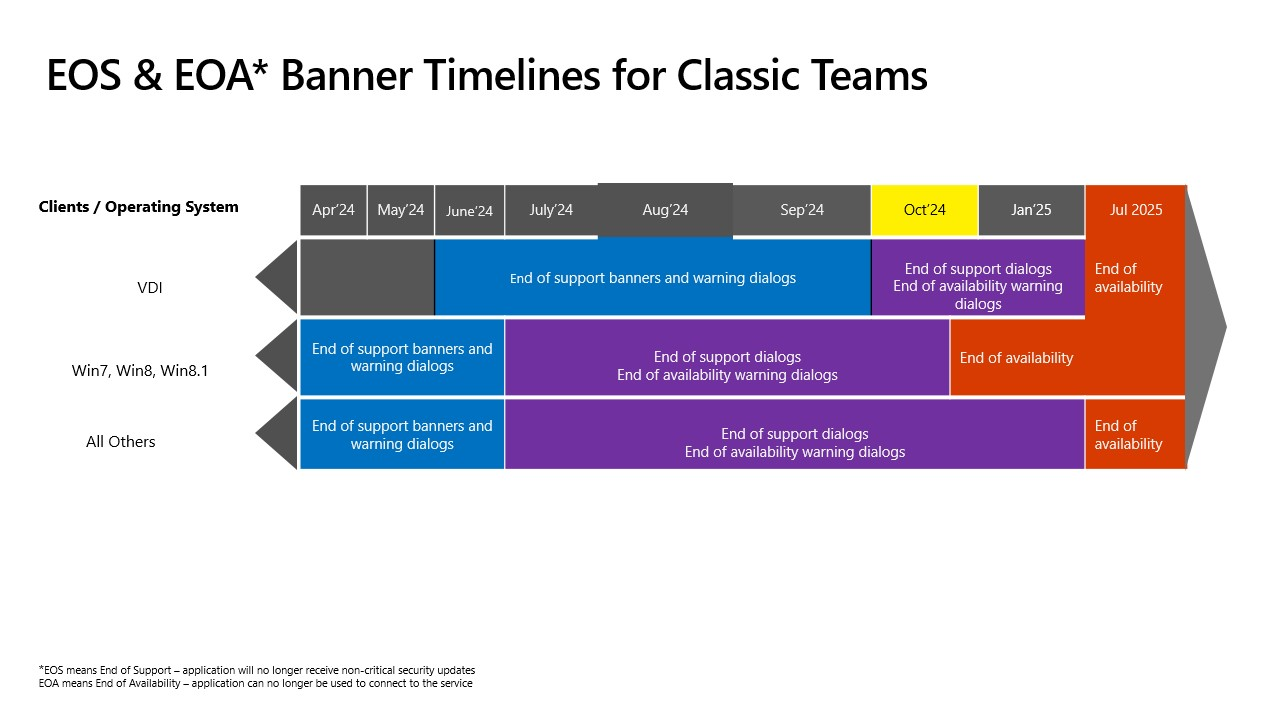 EOS & EOA* Banner Timelines for Classic Teams
Clients / Operating System
Apr’24
May’24
June’24
July’24
Aug’24
Sep’24
Oct’24
Jan’25
Jul 2025
VDI
End of support banners and warning dialogs
End of support dialogs
End of availability warning
dialogs
End of
availability
Win7, Win8, Win8.1
End of support banners and
warning dialogs
End of support dialogs
End of availability warning dialogs
End of availability
All Others
End of support banners and
warning dialogs
End of support dialogs
End of availability warning dialogs
End of
availability
*EOS means End of Support – application will no longer receive non-critical security updates
EOA means End of Availability – application can no longer be used to connect to the service